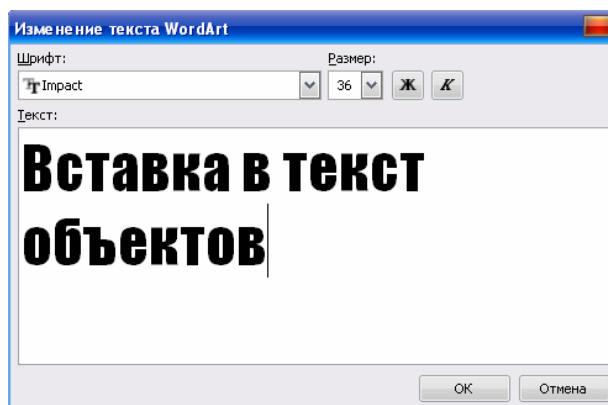 Изменение текста WordArt
Шрифт: Размер:
Impact 36 Ж К
Текст:
Вставка в текст
объектов
ОК Отмена